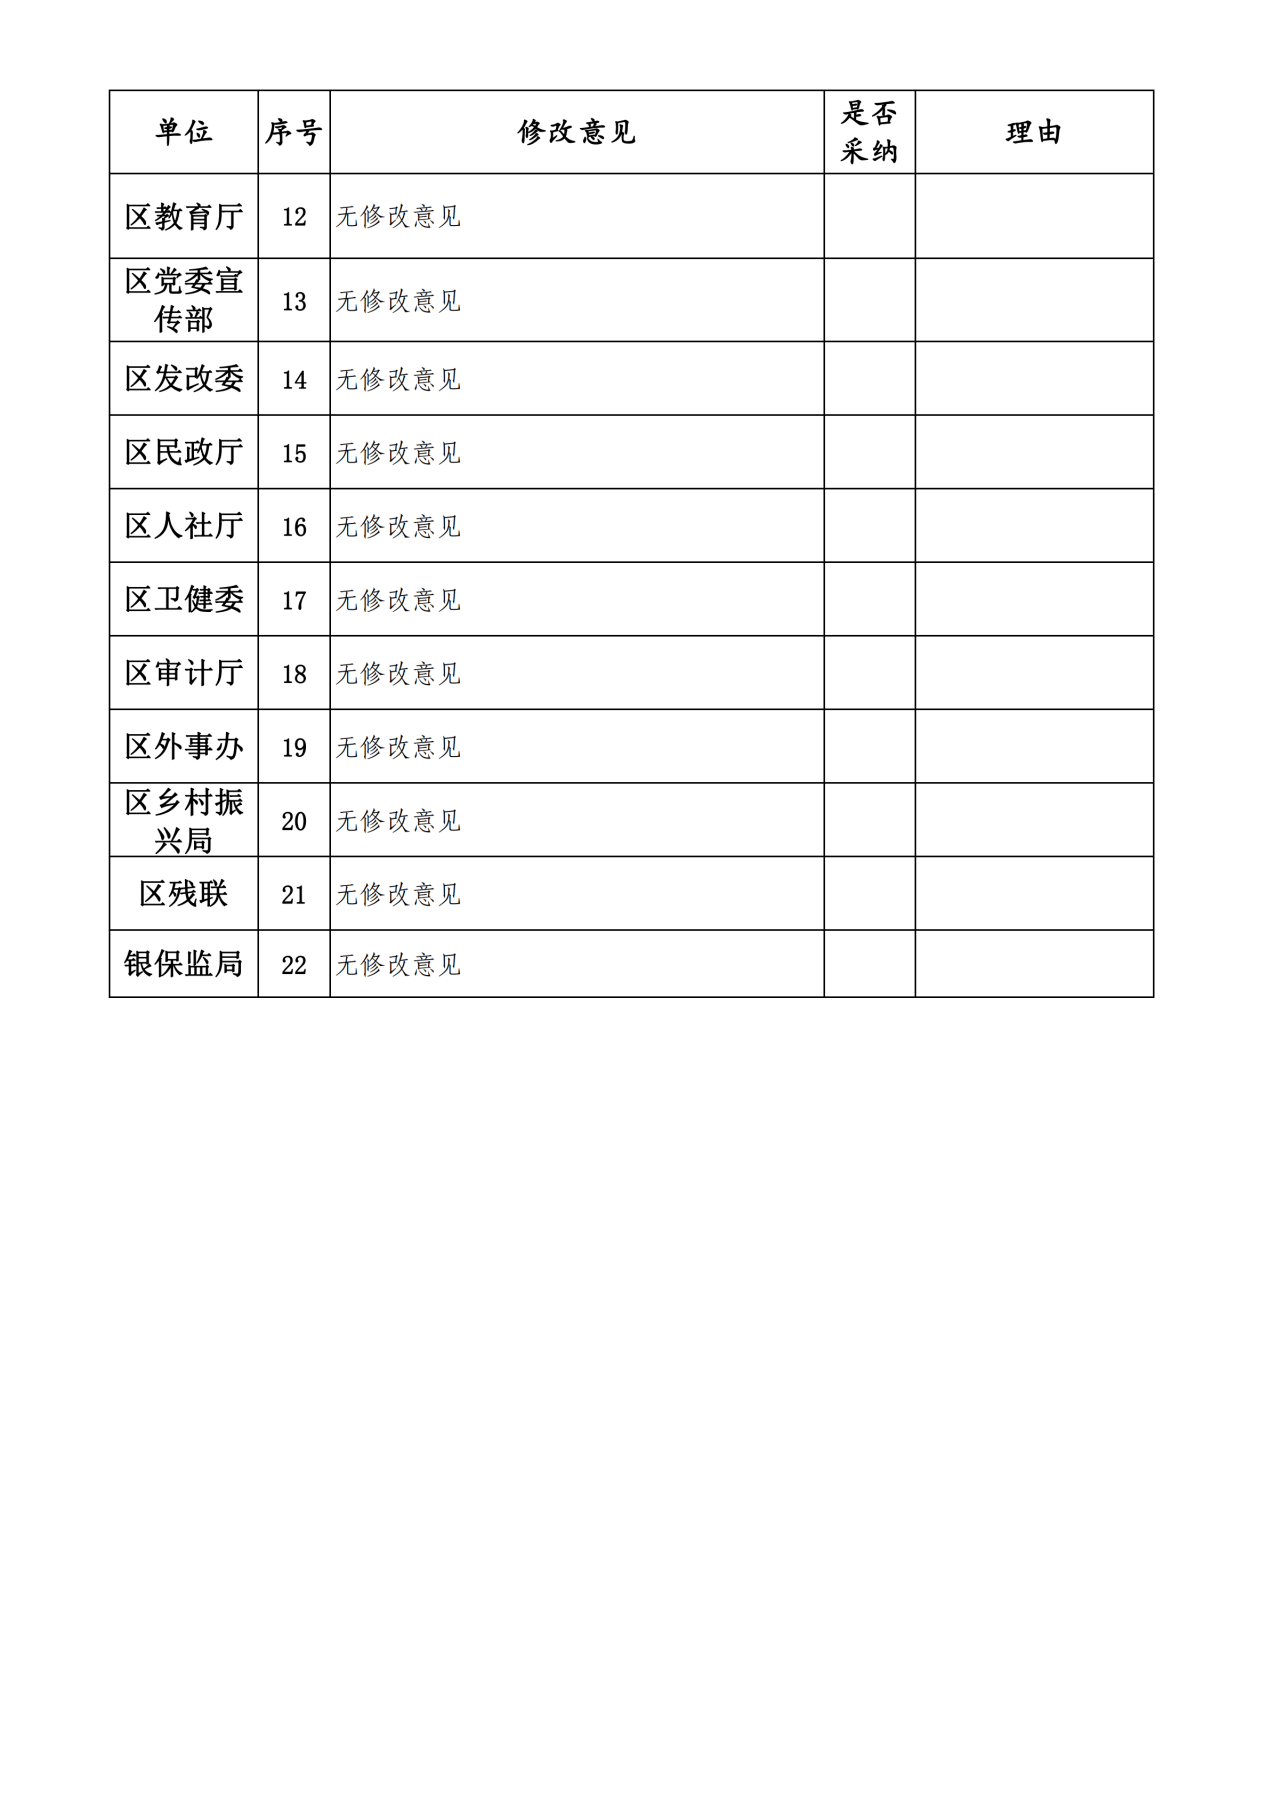 单位 序号 修改意见 是否采纳 理由
区教育厅 12 无修改意见
区党委宣传部 13 无修改意见
区发改委 14 无修改意见
区民政厅 15 无修改意见
区人社厅 16 无修改意见
区卫健委 17 无修改意见
区审计厅 18 无修改意见
区外事办 19 无修改意见
区乡村振兴局 20 无修改意见
区残联 21 无修改意见
银保监局 22 无修改意见